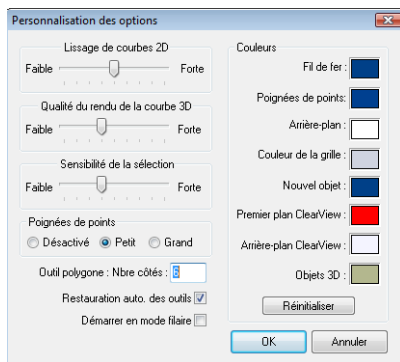 Personnalisation des options
Lissage de courbes 2D
Faible
Forte
Qualité du rendu de la courbe 3D
Faible
Forte
Sensibilité de la sélection
Faible
Forte
Poignées de points
Désactivé
Petit
Grand
Outil polygone : Nbre côtés :
6
Restauration auto. des outils
Démarrer en mode filaire
Couleurs
Fil de fer :
Poignées de points:
Arrière-plan :
Couleur de la grille :
Nouvel objet :
Premier plan ClearView :
Arrière-plan ClearView :
Objets 3D :
Réinitialiser
OK
Annuler